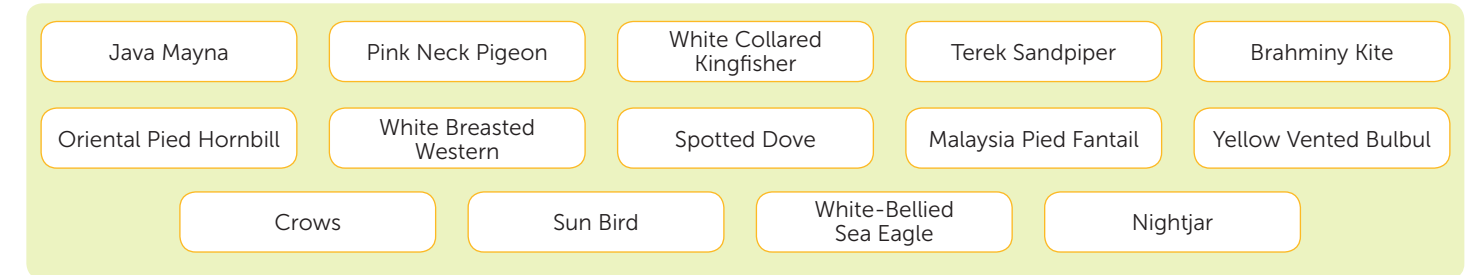 Java Mayna
Pink Neck Pigeon
White Collared
Kingfisher
Terek Sandpiper
Brahminy Kite
Oriental Pied Hornbill
White Breasted
Western
Spotted Dove
Malaysia Pied Fantail
Yellow Vented Bulbul
Crows
Sun Bird
White-Bellied
Sea Eagle
Nightjar